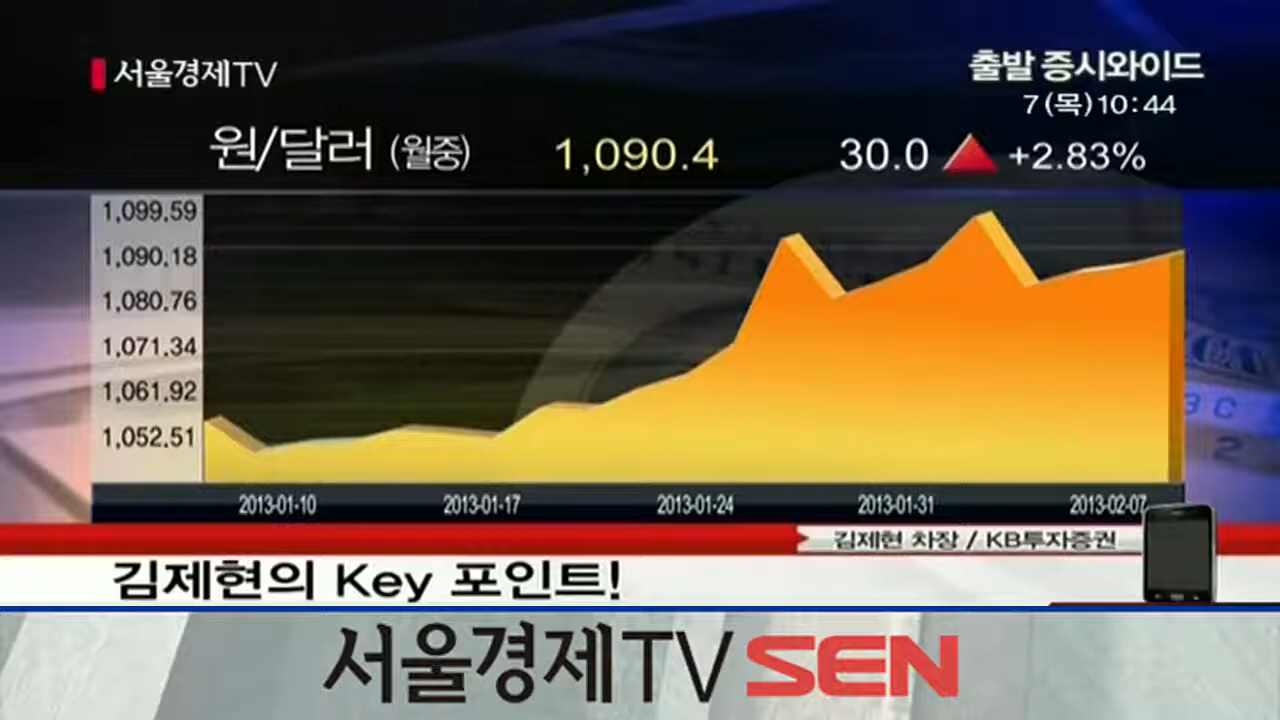 서울경제TV
출발 증시와이드
7(목)10:44
원/달러 (월중) 1,090.4 30.0 ▲ +2.83%
1,099.59
1,090.18
1,080.76
1,071.34
1,061.92
1,052.51
2013-01-10 2013-01-17 2013-01-24 2013-01-31 2013-02-07
김제현 차장 / KB투자증권
김제현의 Key 포인트!
서울경제TV SEN